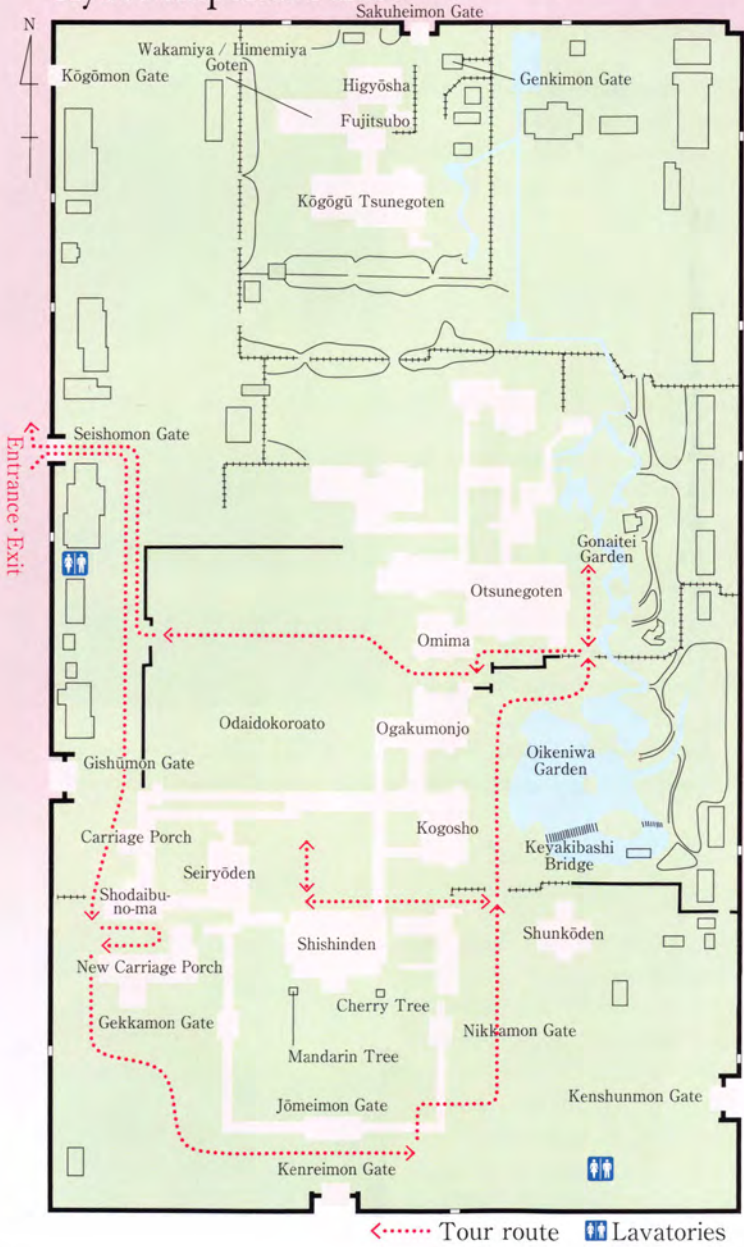 Sakuheimon Gate
N
Wakamiya / Himemiya
Goten
Kōgōmon Gate
Higyōsha
Genkimon Gate
Fujitsubo
Kōgōgū Tsunegoten
Seishomon Gate
Entrance・Exit
Gonaitei
Garden
Otsunegoten
Omima
Odaidokoroato
Ogakumonjo
Oikeniwa
Garden
Gishūmon Gate
Carriage Porch
Kogosho
Keyakibashi
Bridge
Seiryōden
Shodaibu-
no-ma
Shishinden
Shunkōden
New Carriage Porch
Cherry Tree
Gekkamon Gate
Nikkamon Gate
Mandarin Tree
Kenshunmon Gate
Jōmeimon Gate
Kenreimon Gate
Tour route
Lavatories